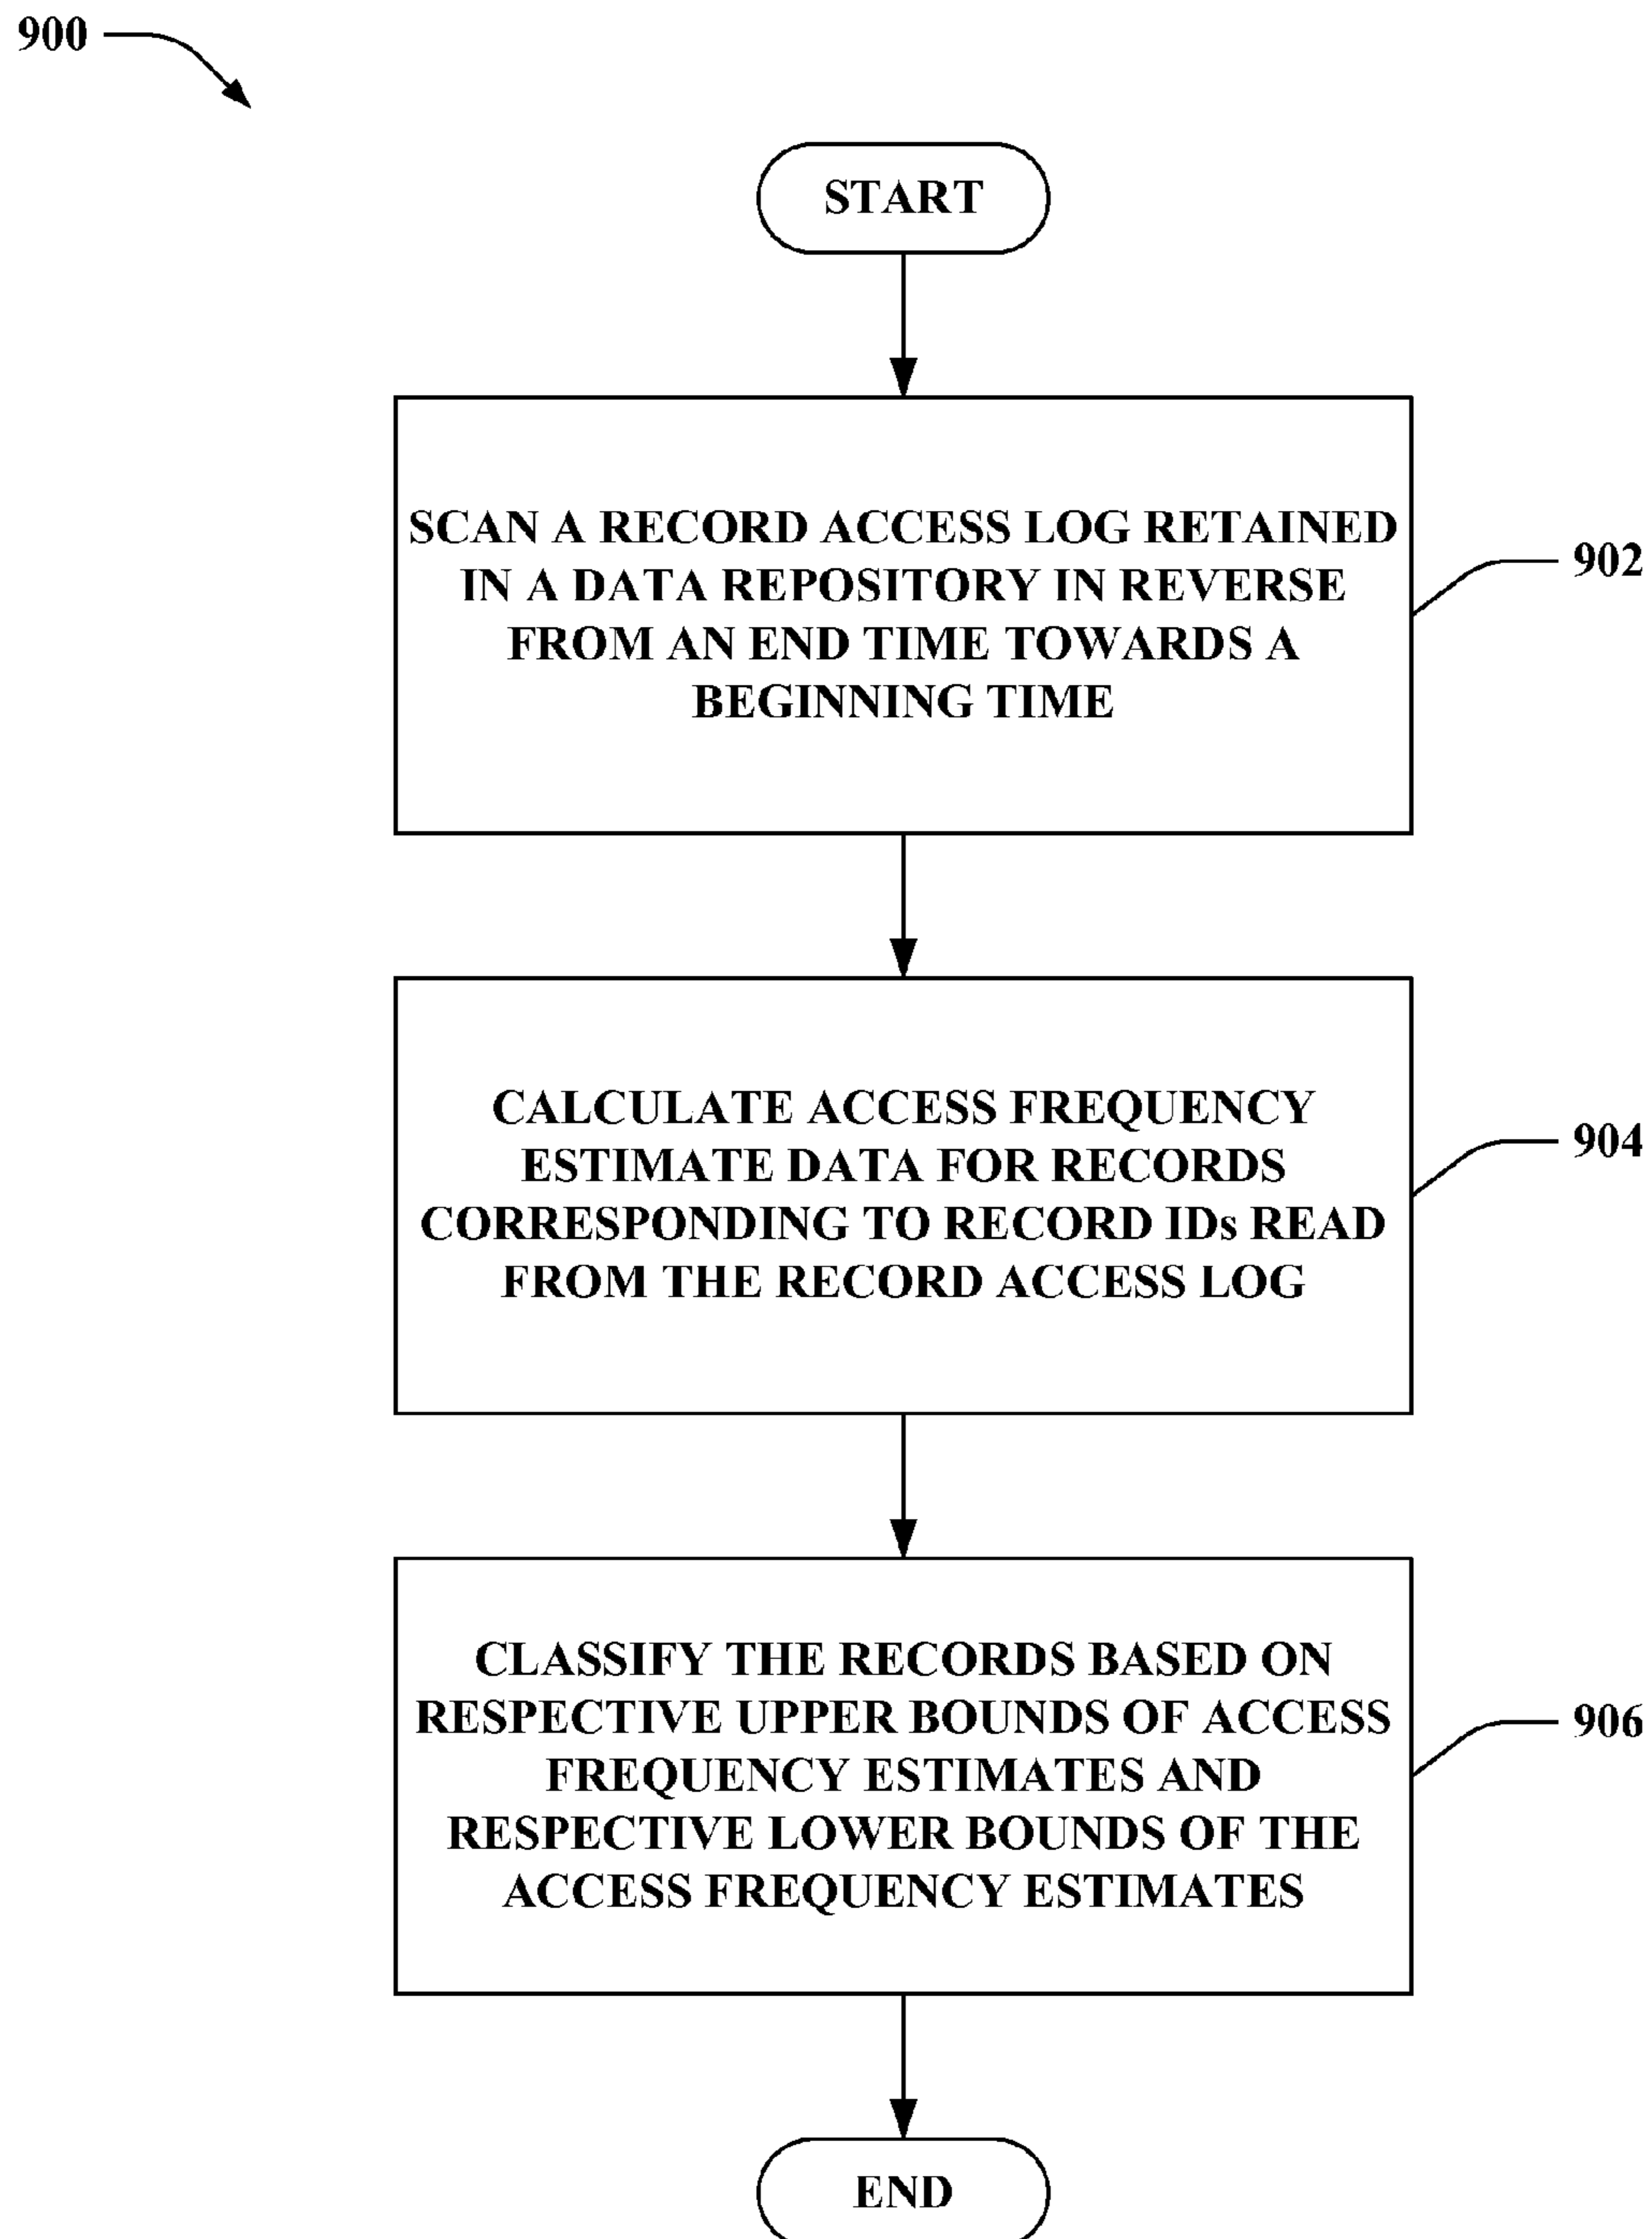 900
START
SCAN A RECORD ACCESS LOG RETAINED
IN A DATA REPOSITORY IN REVERSE
FROM AN END TIME TOWARDS A
BEGINNING TIME
902
CALCULATE ACCESS FREQUENCY
ESTIMATE DATA FOR RECORDS
CORRESPONDING TO RECORD IDs READ
FROM THE RECORD ACCESS LOG
904
CLASSIFY THE RECORDS BASED ON
RESPECTIVE UPPER BOUNDS OF ACCESS
FREQUENCY ESTIMATES AND
RESPECTIVE LOWER BOUNDS OF THE
ACCESS FREQUENCY ESTIMATES
906
END